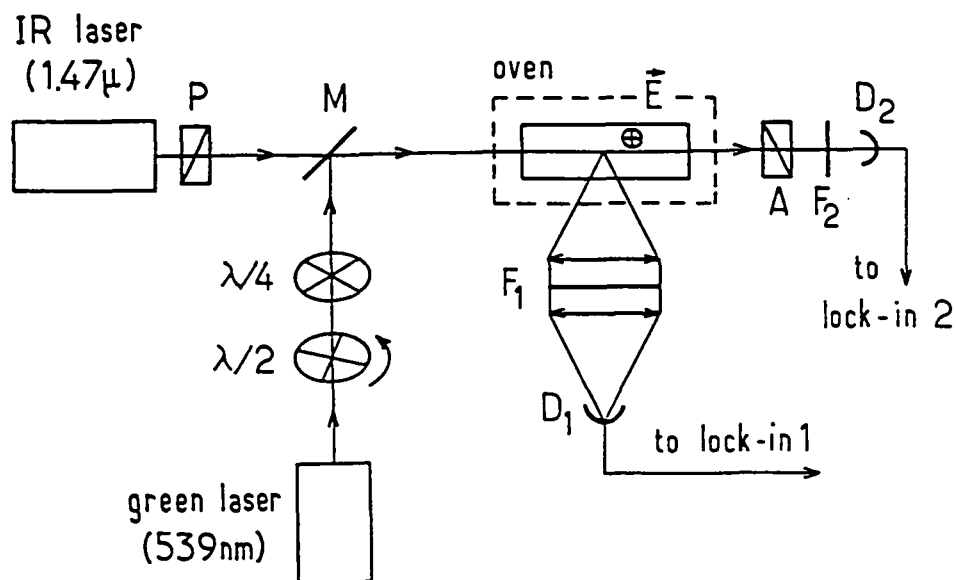 IR laser
(1.47μ)
P
M
oven
E⃗
D₂
A
F₂
λ/4
F₁
to
lock-in 2
λ/2
D₁
to lock-in 1
green laser
(539nm)